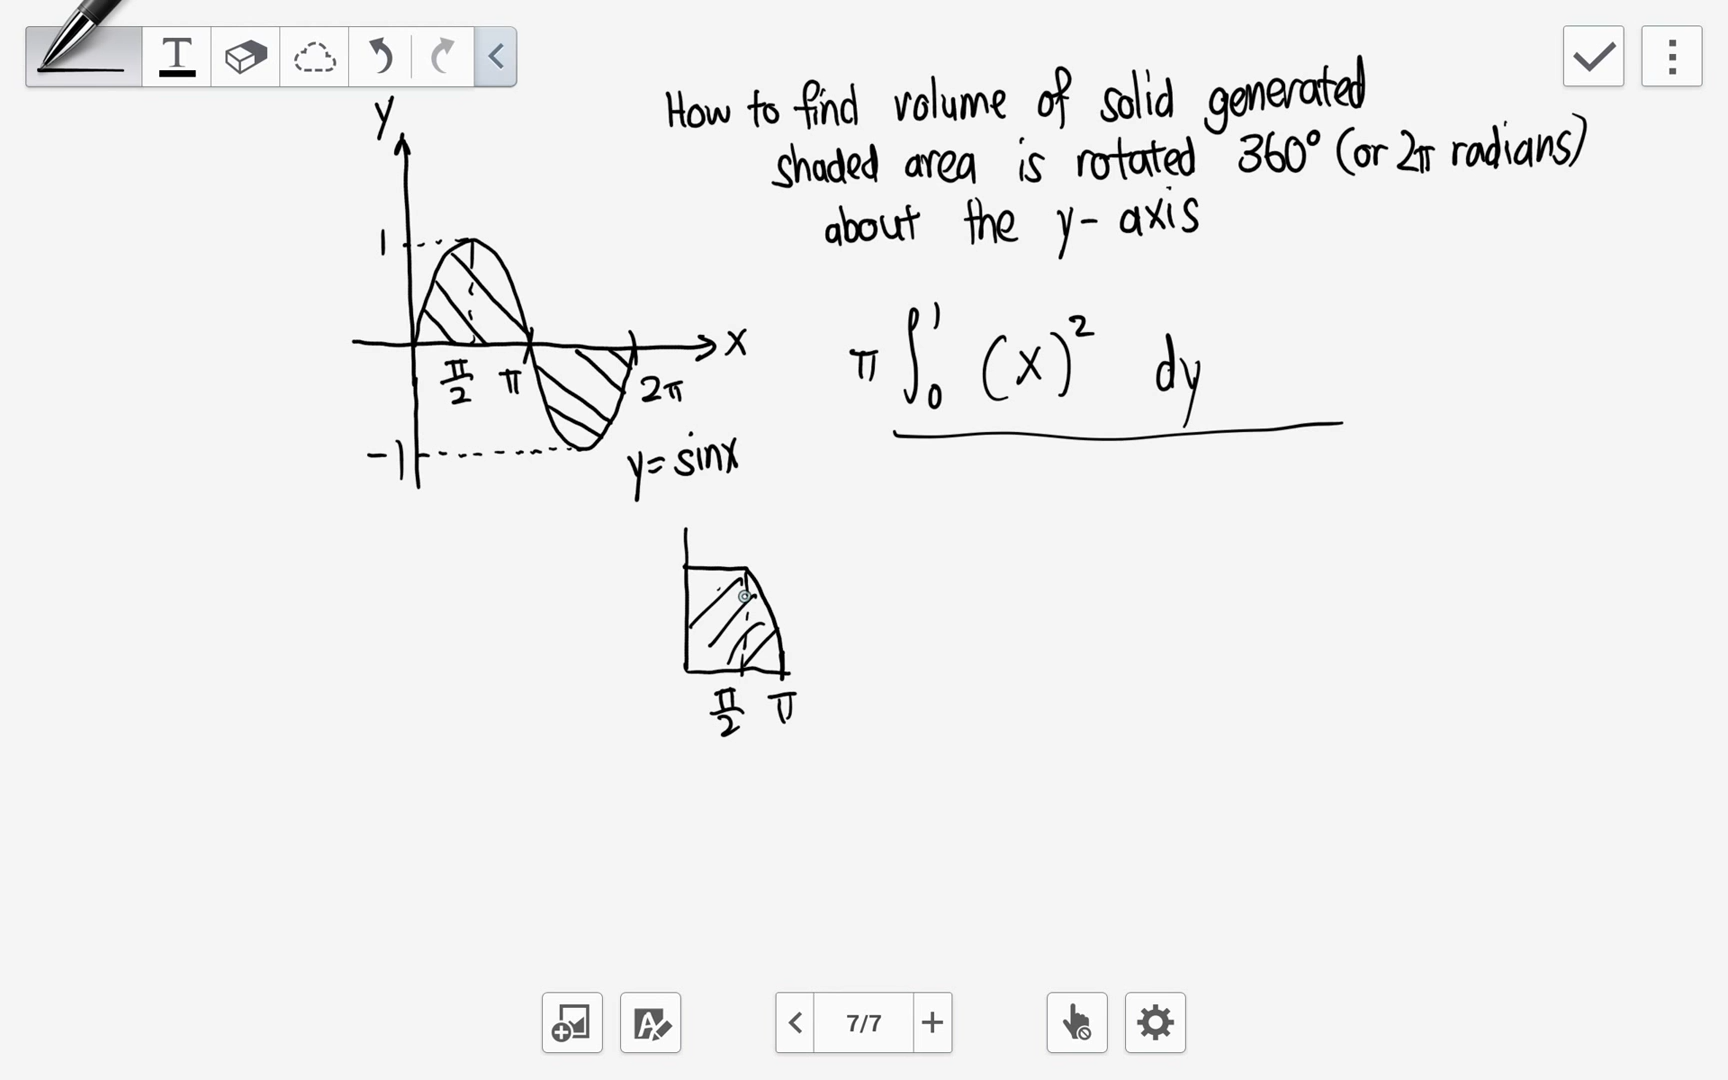 T
How to find volume of solid generated
shaded area is rotated 360° (or 2π radians)
about the y-axis
y
1
π/2 π 2π x
-1
y = sinx
π ∫₀¹ (x)² dy
π/2 π
A
7/7